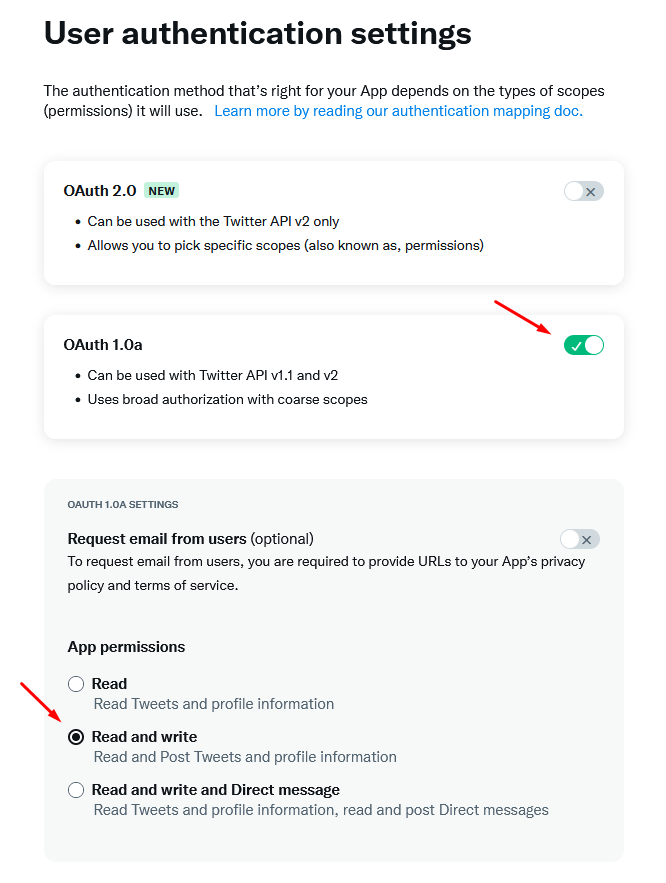 User authentication settings
The authentication method that’s right for your App depends on the types of scopes
(permissions) it will use. Learn more by reading our authentication mapping doc.
OAuth 2.0 NEW
• Can be used with the Twitter API v2 only
• Allows you to pick specific scopes (also known as, permissions)
OAuth 1.0a
• Can be used with Twitter API v1.1 and v2
• Uses broad authorization with coarse scopes
OAUTH 1.0A SETTINGS
Request email from users (optional)
To request email from users, you are required to provide URLs to your App’s privacy
policy and terms of service.
App permissions
Read
Read Tweets and profile information
Read and write
Read and Post Tweets and profile information
Read and write and Direct message
Read Tweets and profile information, read and post Direct messages